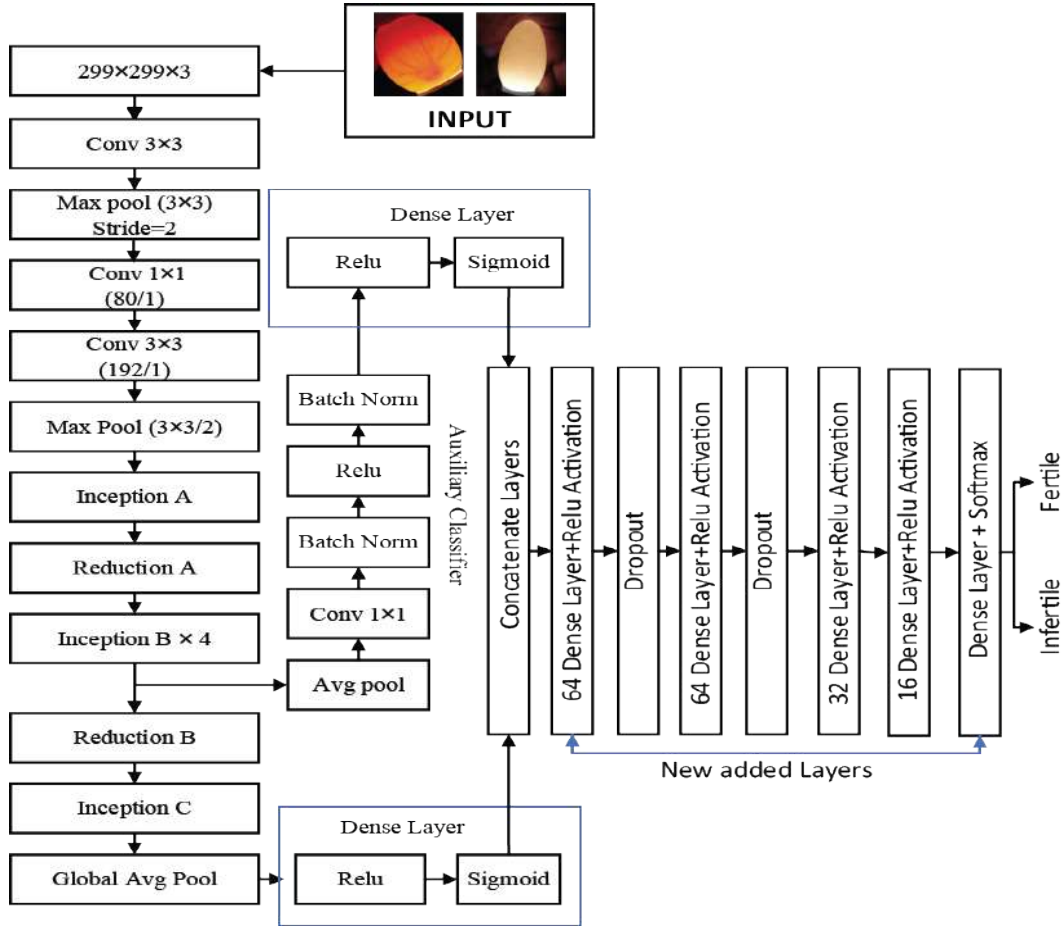 INPUT
299×299×3
Conv 3×3
Max pool (3×3)
Stride=2
Conv 1×1
(80/1)
Conv 3×3
(192/1)
Max Pool (3×3/2)
Inception A
Reduction A
Inception B × 4
Reduction B
Inception C
Global Avg Pool
Avg pool
Conv 1×1
Batch Norm
Relu
Batch Norm
Auxiliary Classifier
Dense Layer
Relu
Sigmoid
Dense Layer
Relu
Sigmoid
Concatenate Layers
64 Dense Layer+Relu Activation
Dropout
64 Dense Layer+Relu Activation
Dropout
32 Dense Layer+Relu Activation
16 Dense Layer+Relu Activation
Dense Layer + Softmax
New added Layers
Fertile
Infertile